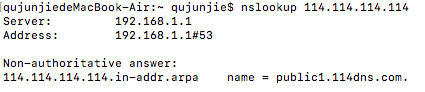 qujunjiedeMacBook-Air:~ qujunjie$ nslookup 114.114.114.114
Server:		192.168.1.1
Address:	192.168.1.1#53
Non-authoritative answer:
114.114.114.114.in-addr.arpa	name = public1.114dns.com.